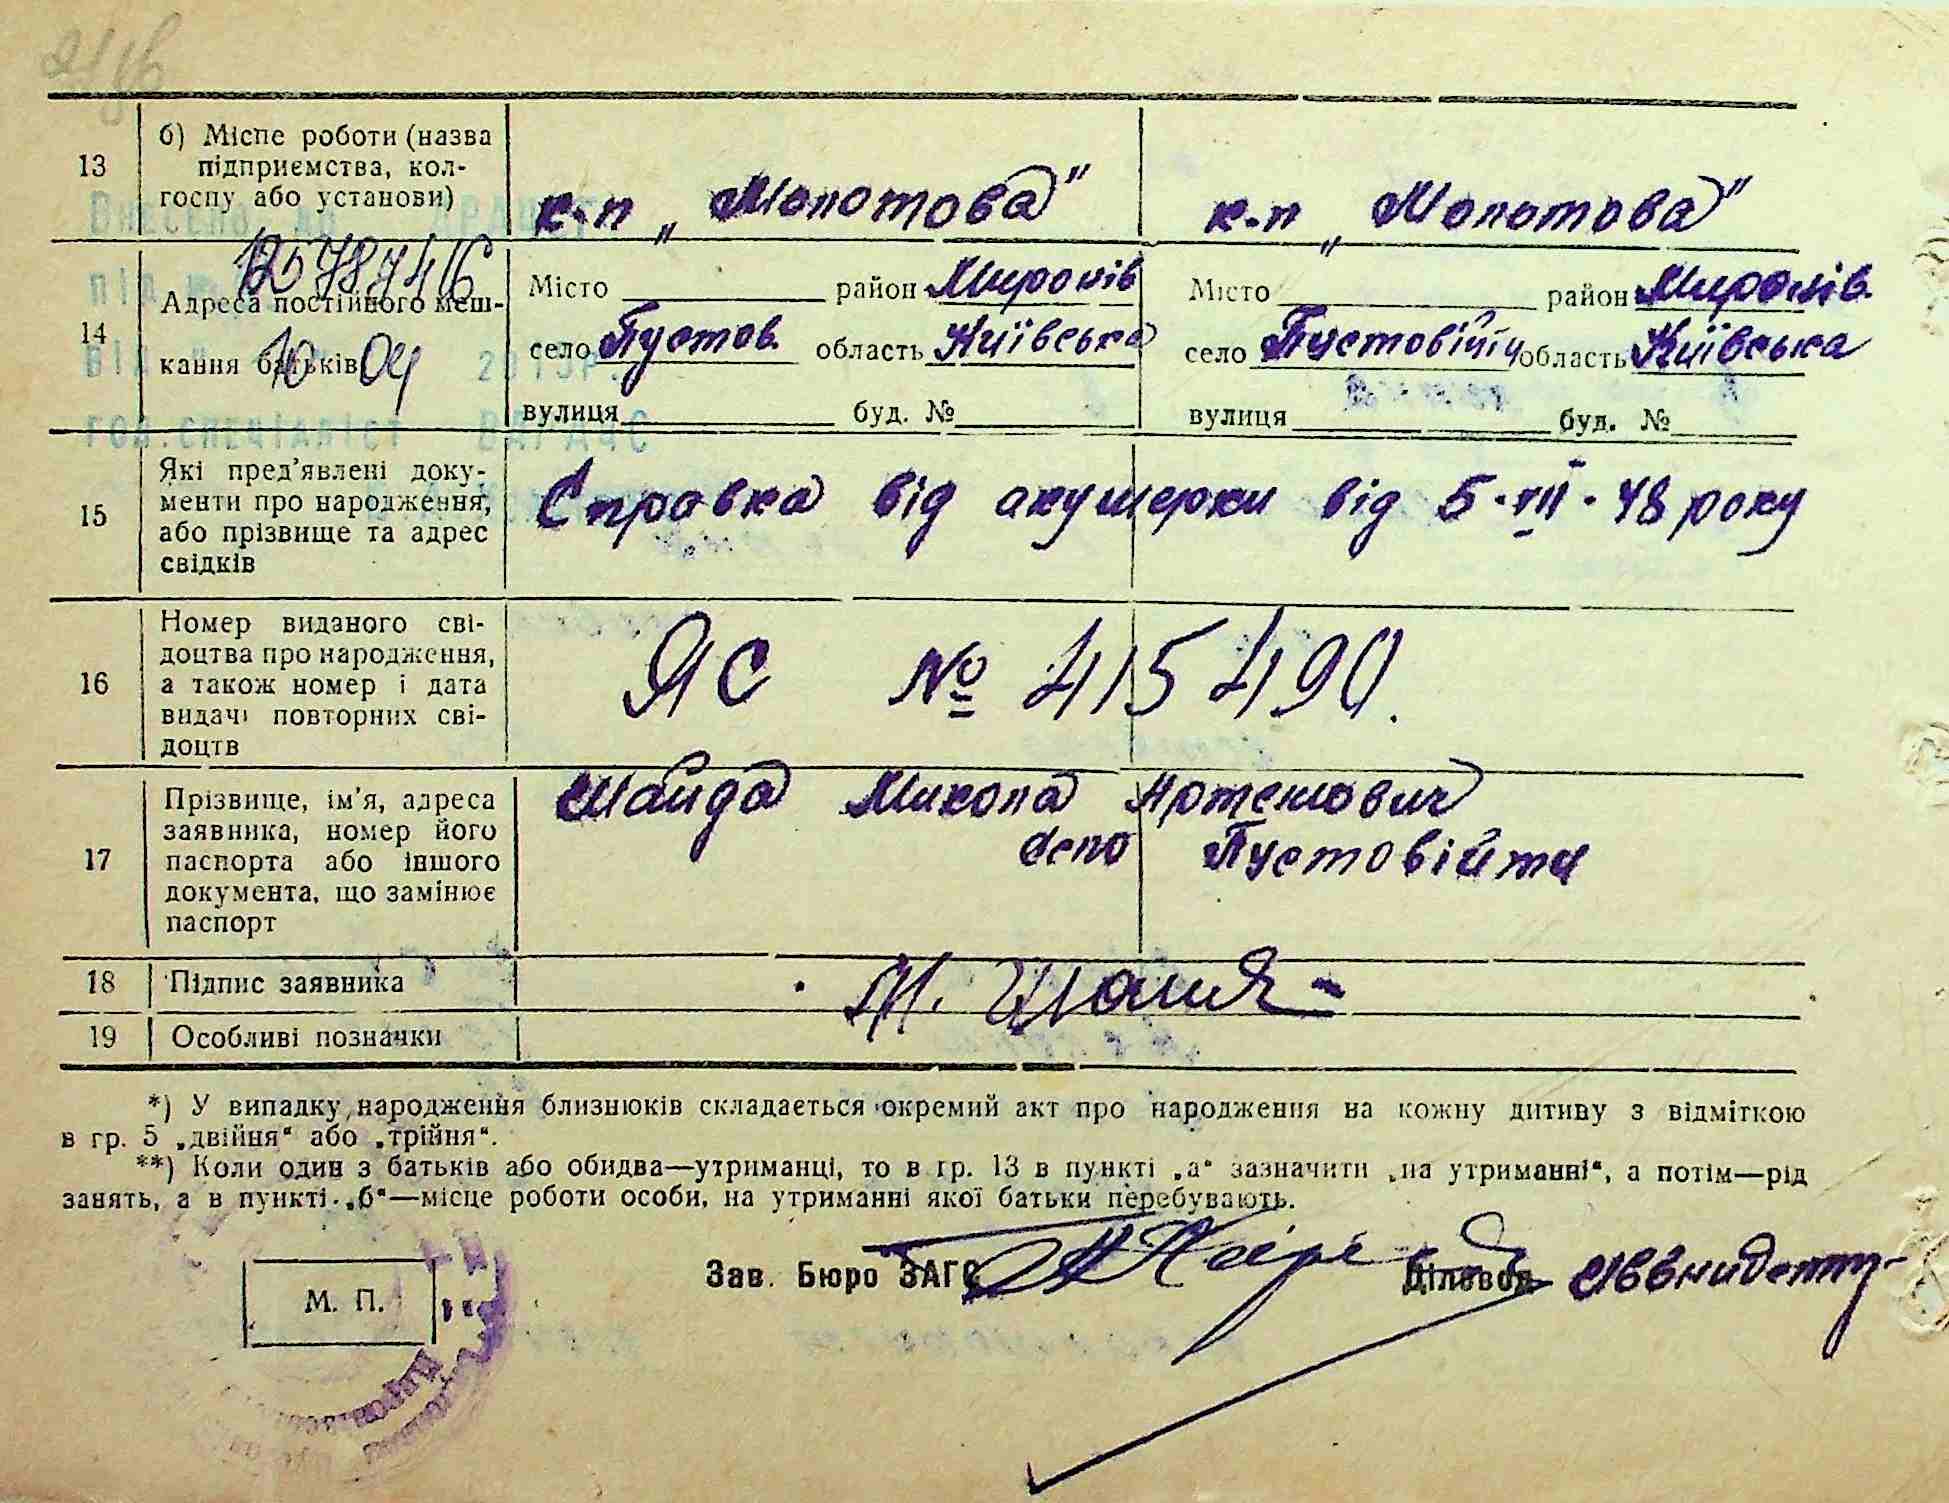 13
б) Міспе роботи (назва
підприємства, кол-
госпу або установи)
к-п „Молотова"
к-п „Молотова"
12578746
14
Адреса постійного меш-
кання батьків
10 04
Місто район Миронів
село Пустов. область Київська
вулиця буд. №
Місто район Миронів.
село Пустовійти область Київська
вулиця буд. №
15
Які пред'явлені доку-
менти про народження,
або прізвище та адрес
свідків
Справка від акушерки від 5-VIII-48 року
16
Номер виданого сві-
доцтва про народження,
а також номер і дата
видачі повторних сві-
доцтв
ЯС № 415490.
17
Прізвище, ім'я, адреса
заявника, номер його
паспорта або іншого
документа, що замінює
паспорт
Шайда Микола Артемович
село Пустовійти
18
Підпис заявника
19
Особливі позначки
*) У випадку народження близнюків складається окремий акт про народження на кожну дитину з відміткою
в гр. 5 „двійня" або „трійня".
**) Коли один з батьків або обидва—утриманці, то в гр. 13 в пункті „а" зазначити „на утриманні", а потім—рід
занять, а в пункті „б"—місце роботи особи, на утриманні якої батьки перебувають.
М. П.
Зав. Бюро ЗАГС
Діловод